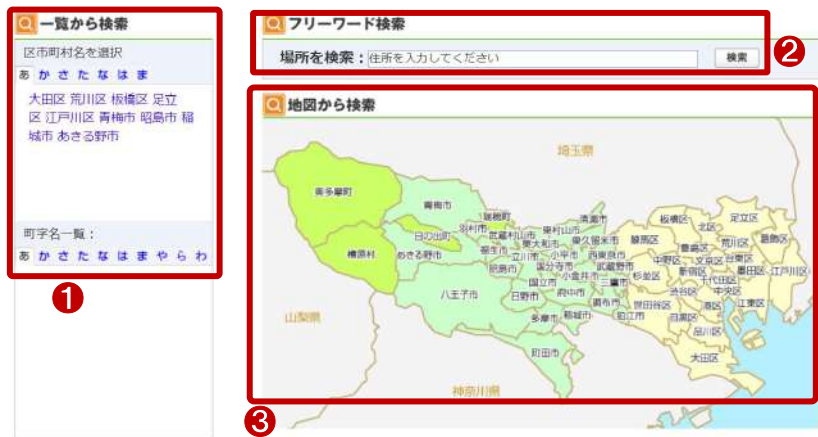 一覧から検索
区市町村名を選択
あ か さ た な は ま
大田区 荒川区 板橋区 足立
区 江戸川区 青梅市 昭島市 稲
城市 あきる野市
町字名一覧：
あ か さ た な は ま や ら わ
1
フリーワード検索
場所を検索：
住所を入力してください
検索
2
地図から検索
埼玉県
奥多摩町
青梅市
瑞穂町
清瀬市
板橋区
北区
足立区
日の出町
羽村市
武蔵村山市
東村山市
東大和市
東久留米市
練馬区
豊島区
荒川区
葛飾区
檜原村
あきる野市
福生市
立川市
小平市
西東京市
中野区
文京区
台東区
昭島市
国分寺市
小金井市
武蔵野市
杉並区
新宿区
千代田区
墨田区
江戸川区
八王子市
日野市
国立市
府中市
三鷹市
調布市
世田谷区
渋谷区
中央区
港区
江東区
山梨県
多摩市
稲城市
狛江市
目黒区
品川区
町田市
大田区
神奈川県
3